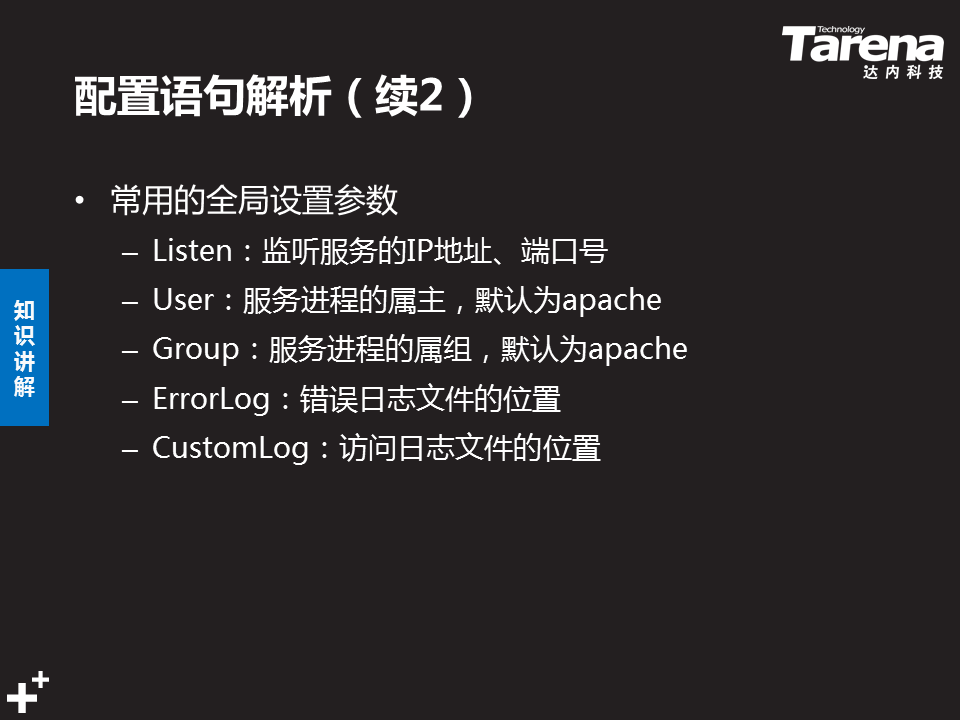 Technology
Tarena
达内科技
配置语句解析（续2）
• 常用的全局设置参数
– Listen：监听服务的IP地址、端口号
– User：服务进程的属主，默认为apache
– Group：服务进程的属组，默认为apache
– ErrorLog：错误日志文件的位置
– CustomLog：访问日志文件的位置
知识讲解